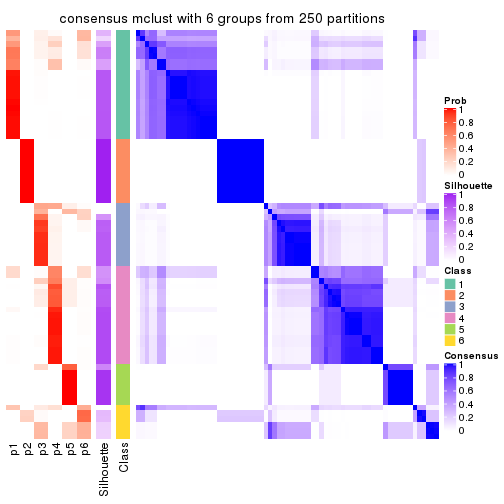 consensus mclust with 6 groups from 250 partitions
Prob
1
0.8
0.6
0.4
0.2
0
Silhouette
1
0.8
0.6
0.4
0.2
0
Class
1
2
3
4
5
6
Consensus
1
0.8
0.6
0.4
0.2
0
p1
p2
p3
p4
p5
p6
Silhouette
Class